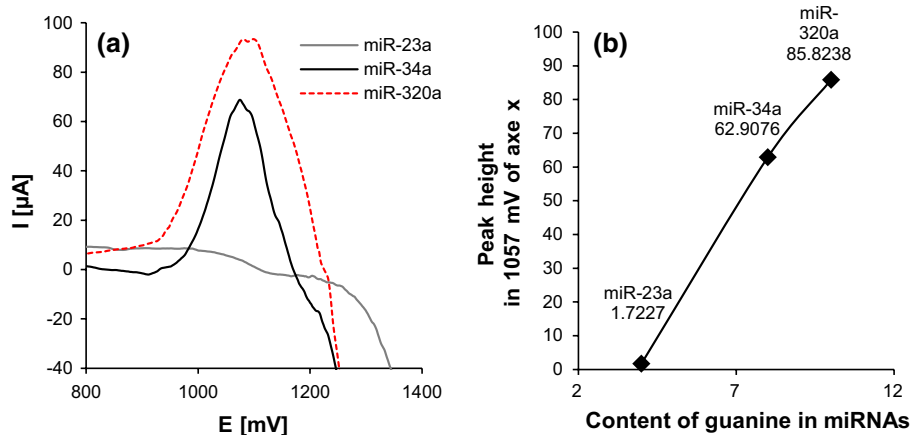 (a)
miR-23a
miR-34a
miR-320a
100
80
60
40
20
0
-20
-40
I [µA]
800
1000
1200
1400
E [mV]
(b)
miR-
320a
85.8238
miR-34a
62.9076
miR-23a
1.7227
100
90
80
70
60
50
40
30
20
10
0
Peak height
in 1057 mV of axe x
2
7
12
Content of guanine in miRNAs